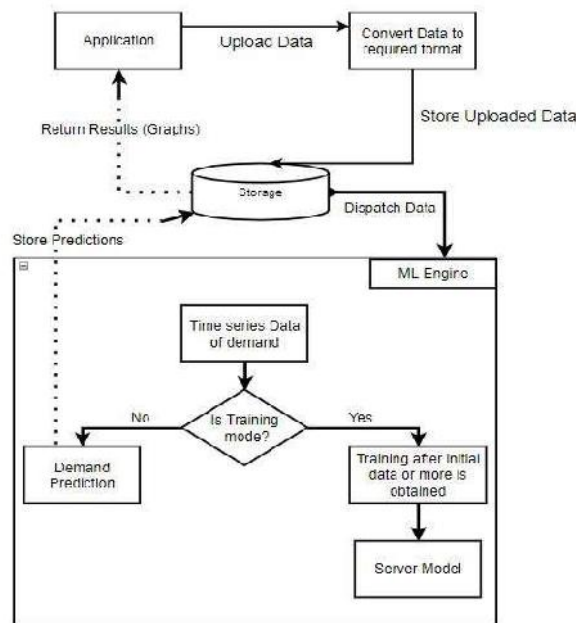 Application
Upload Data
Convert Data to
required format
Return Results (Graphs)
Store Uploaded Data
Storage
Dispatch Data
Store Predictions
ML Engine
Time series Data
of demand
No
Is Training
mode?
Yes
Demand
Prediction
Training after initial
data or more is
obtained
Server Model